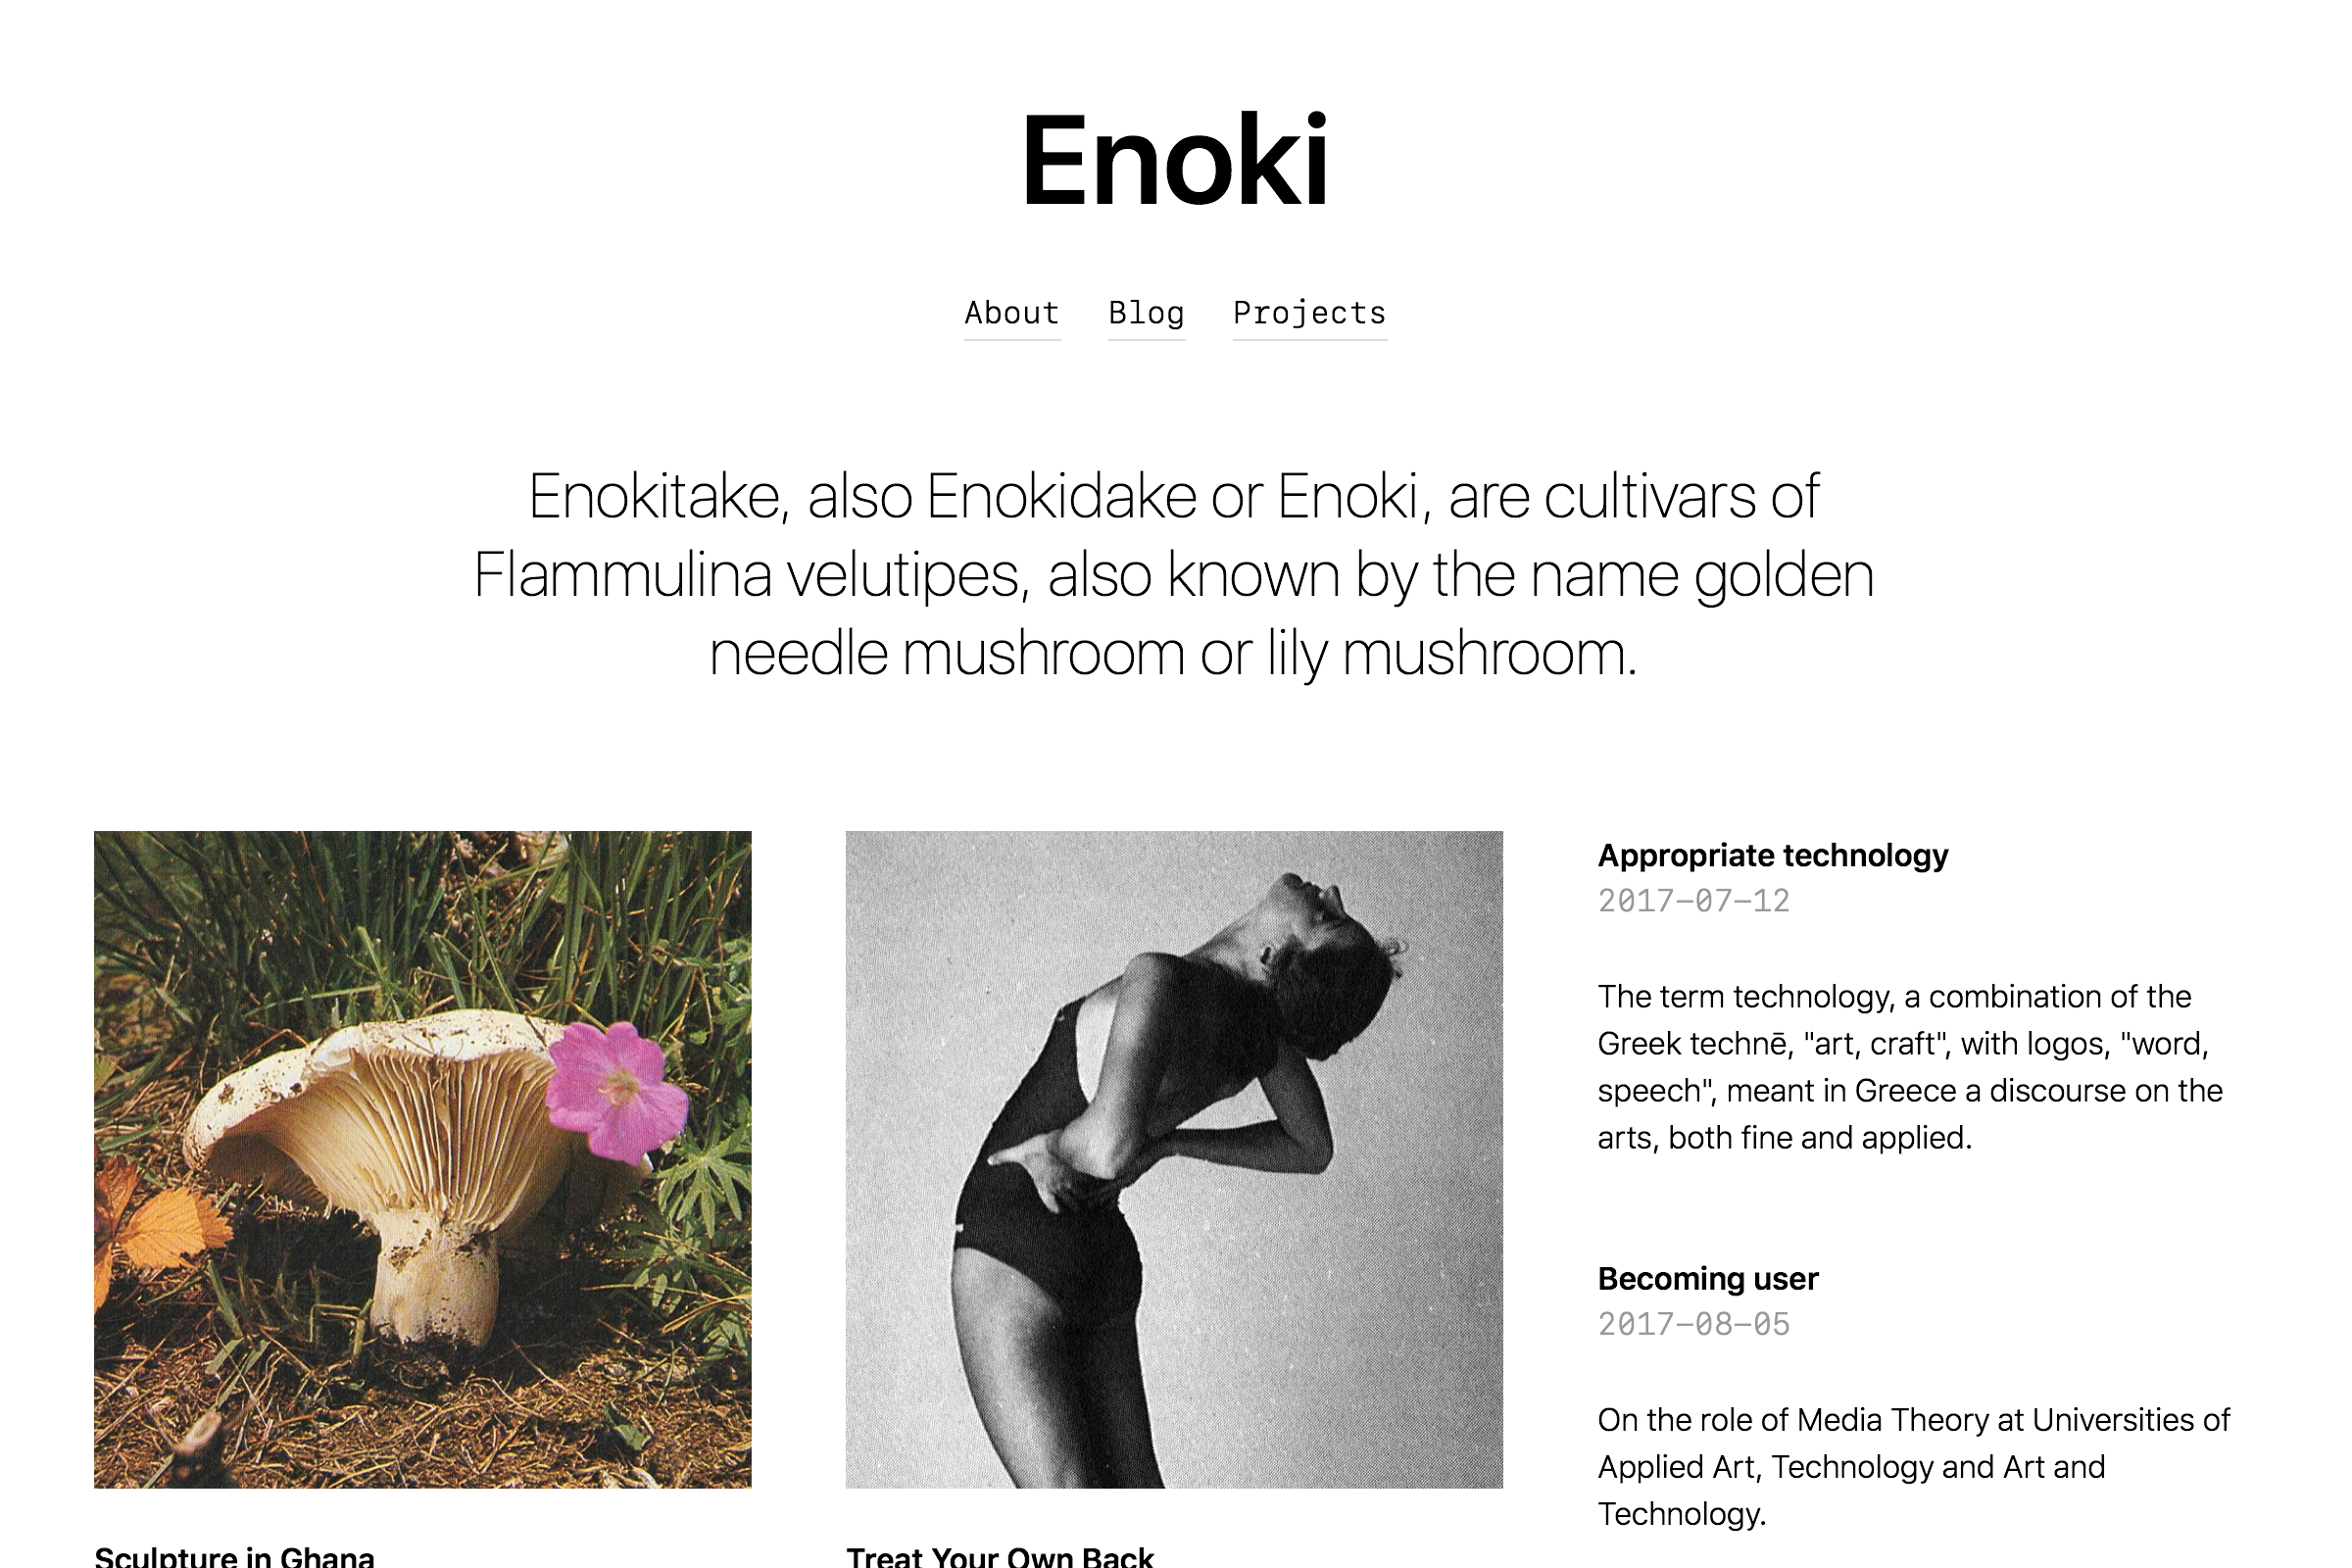 Enoki
About Blog Projects
Enokitake, also Enokidake or Enoki, are cultivars of
Flammulina velutipes, also known by the name golden
needle mushroom or lily mushroom.
Sculpture in Ghana
Treat Your Own Back
Appropriate technology
2017–07–12
The term technology, a combination of the
Greek technē, "art, craft", with logos, "word,
speech", meant in Greece a discourse on the
arts, both fine and applied.
Becoming user
2017–08–05
On the role of Media Theory at Universities of
Applied Art, Technology and Art and
Technology.